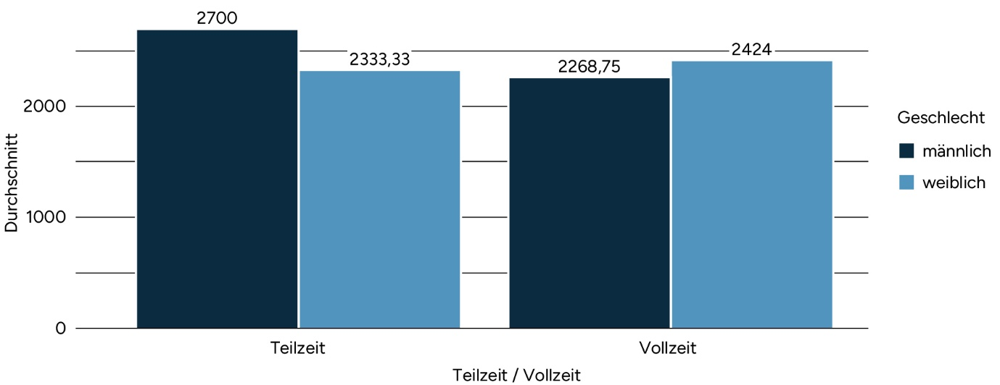 2700
2333,33
2268,75
2424
2000
1000
0
Durchschnitt
Teilzeit
Vollzeit
Teilzeit / Vollzeit
Geschlecht
männlich
weiblich